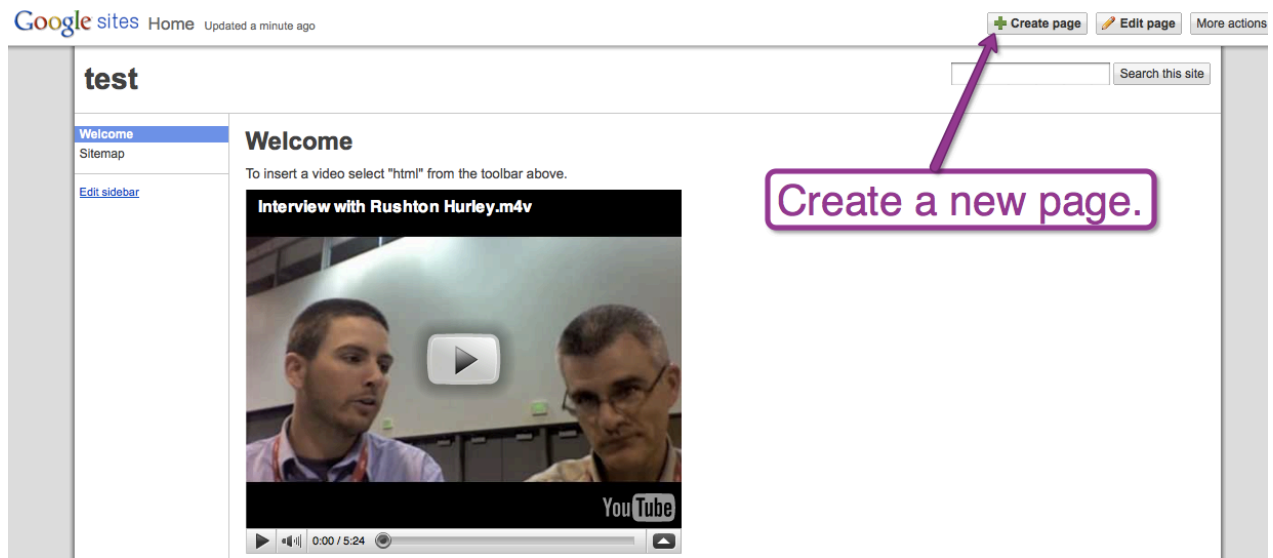 Google sites Home Updated a minute ago
Create page
Edit page
More actions
test
Search this site
Welcome
Sitemap
Edit sidebar
Welcome
To insert a video select "html" from the toolbar above.
Interview with Rushton Hurley.m4v
Create a new page.
YouTube
0:00 / 5:24